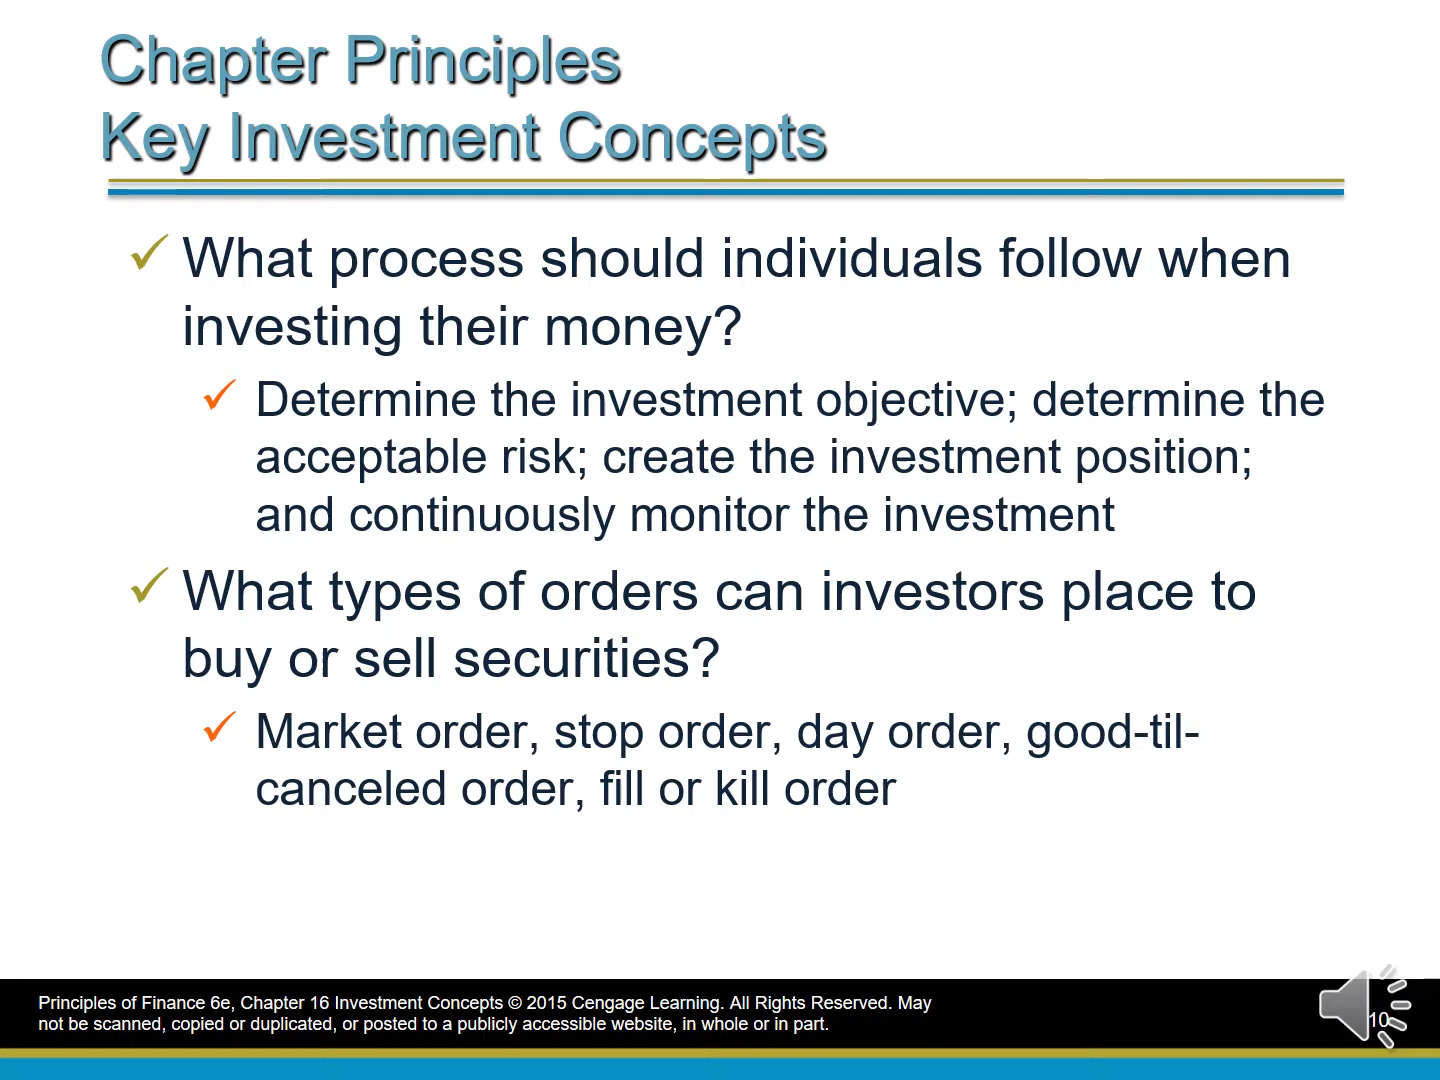 Chapter Principles
Key Investment Concepts
What process should individuals follow when
investing their money?
Determine the investment objective; determine the
acceptable risk; create the investment position;
and continuously monitor the investment
What types of orders can investors place to
buy or sell securities?
Market order, stop order, day order, good-til-
canceled order, fill or kill order
Principles of Finance 6e, Chapter 16 Investment Concepts © 2015 Cengage Learning. All Rights Reserved. May
not be scanned, copied or duplicated, or posted to a publicly accessible website, in whole or in part.
10